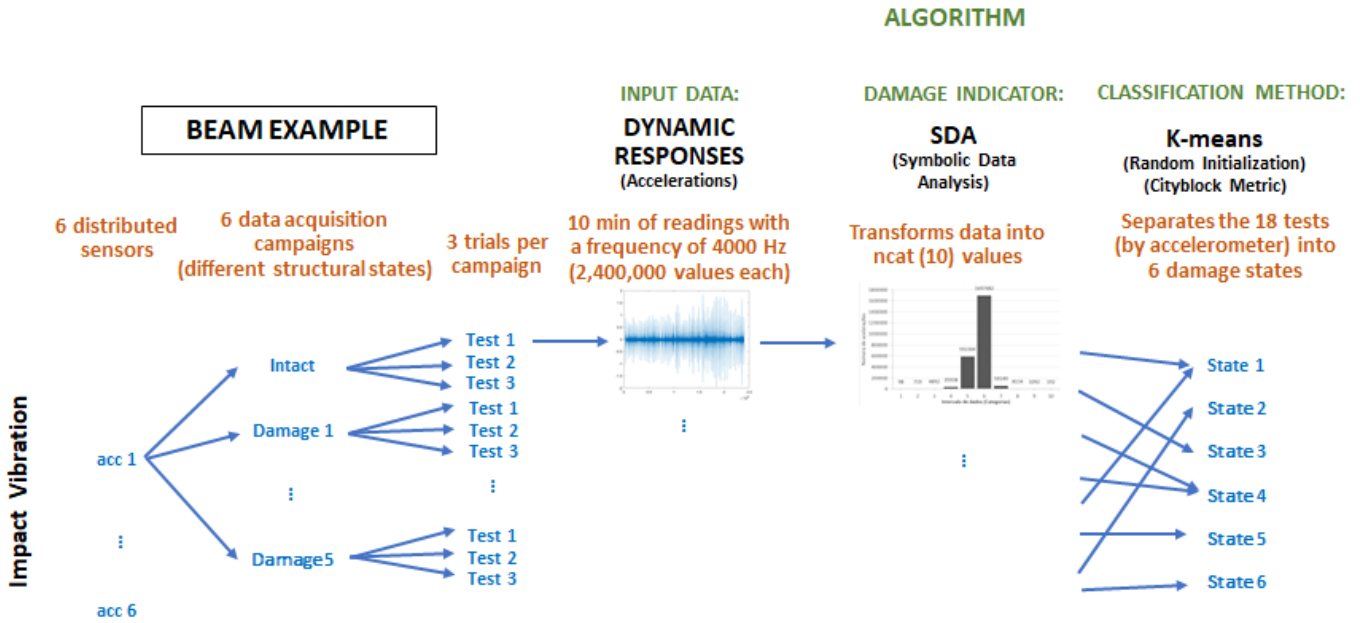 ALGORITHM
BEAM EXAMPLE
INPUT DATA:
DYNAMIC
RESPONSES
(Accelerations)
DAMAGE INDICATOR:
SDA
(Symbolic Data
Analysis)
CLASSIFICATION METHOD:
K-means
(Random Initialization)
(Cityblock Metric)
6 distributed
sensors
6 data acquisition
campaigns
(different structural states)
3 trials per
campaign
10 min of readings with
a frequency of 4000 Hz
(2,400,000 values each)
Transforms data into
ncat (10) values
Separates the 18 tests
(by accelerometer) into
6 damage states
Impact Vibration
acc 1
⋮
acc 6
Intact
Damage 1
⋮
Damage5
Test 1
Test 2
Test 3
Test 1
Test 2
Test 3
⋮
Test 1
Test 2
Test 3
⋮
⋮
State 1
State 2
State 3
State 4
State 5
State 6